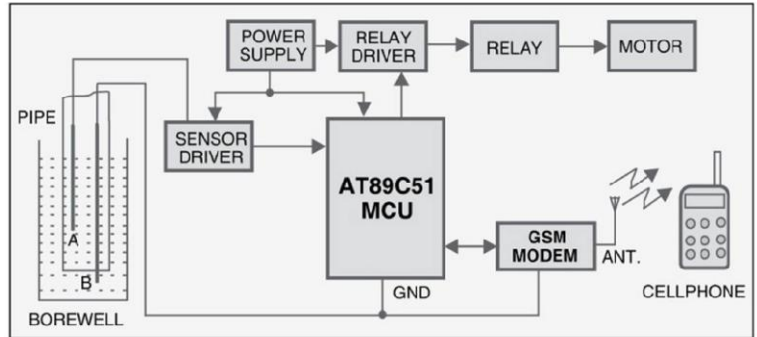 POWER
SUPPLY
RELAY
DRIVER
RELAY
MOTOR
PIPE
SENSOR
DRIVER
AT89C51
MCU
A
B
GSM
MODEM
ANT.
GND
CELLPHONE
BOREWELL